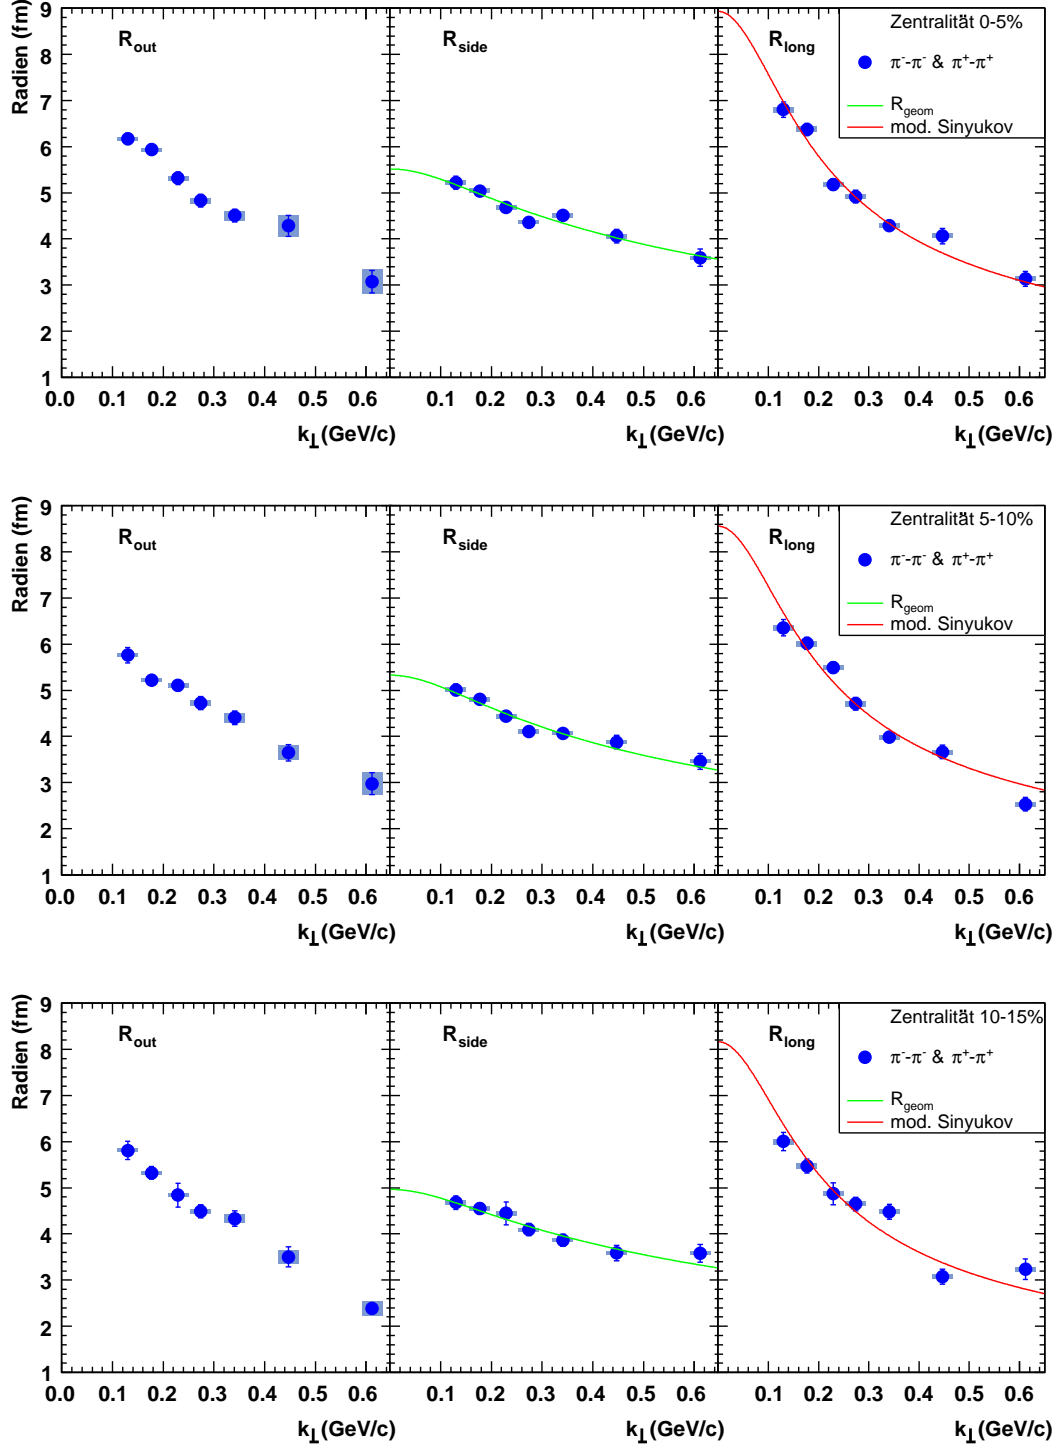 Radien (fm)
9
8
7
6
5
4
3
2
1
R_out
R_side
R_long
Zentralität 0-5%
π⁻-π⁻ & π⁺-π⁺
R_geom
mod. Sinyukov
0.0 0.1 0.2 0.3 0.4 0.5 0.6 0.1 0.2 0.3 0.4 0.5 0.6 0.1 0.2 0.3 0.4 0.5 0.6
k⊥(GeV/c) k⊥(GeV/c) k⊥(GeV/c)
Radien (fm)
9
8
7
6
5
4
3
2
1
R_out
R_side
R_long
Zentralität 5-10%
π⁻-π⁻ & π⁺-π⁺
R_geom
mod. Sinyukov
0.0 0.1 0.2 0.3 0.4 0.5 0.6 0.1 0.2 0.3 0.4 0.5 0.6 0.1 0.2 0.3 0.4 0.5 0.6
k⊥(GeV/c) k⊥(GeV/c) k⊥(GeV/c)
Radien (fm)
9
8
7
6
5
4
3
2
1
R_out
R_side
R_long
Zentralität 10-15%
π⁻-π⁻ & π⁺-π⁺
R_geom
mod. Sinyukov
0.0 0.1 0.2 0.3 0.4 0.5 0.6 0.1 0.2 0.3 0.4 0.5 0.6 0.1 0.2 0.3 0.4 0.5 0.6
k⊥(GeV/c) k⊥(GeV/c) k⊥(GeV/c)